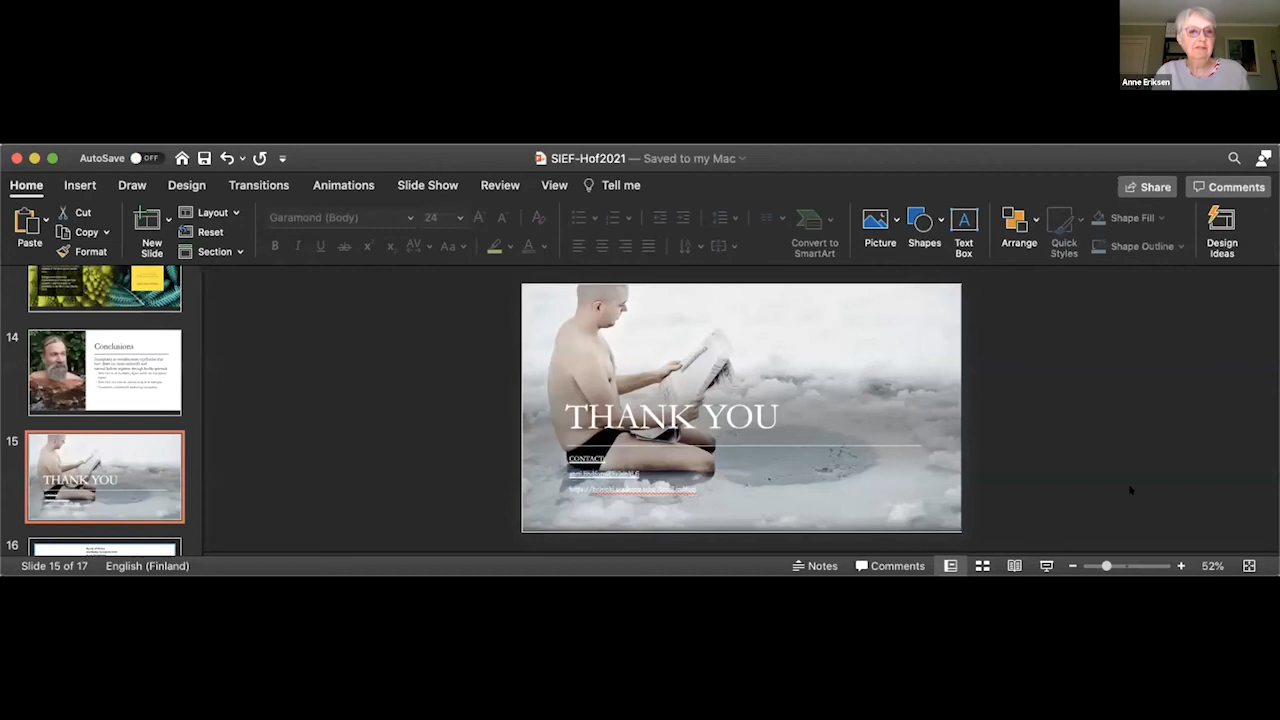 Anne Eriksen
AutoSave OFF
SIEF-Hof2021 — Saved to my Mac
Home Insert Draw Design Transitions Animations Slide Show Review View Tell me
Share Comments
Paste Cut Copy Format
New Slide
Layout Reset Section
Garamond (Body) 24
Convert to SmartArt
Picture Shapes Text Box
Arrange Quick Styles
Shape Fill
Shape Outline
Design Ideas
14
Conclusions
15
THANK YOU
16
THANK YOU
CONTACT:
Slide 15 of 17 English (Finland)
Notes Comments 52%